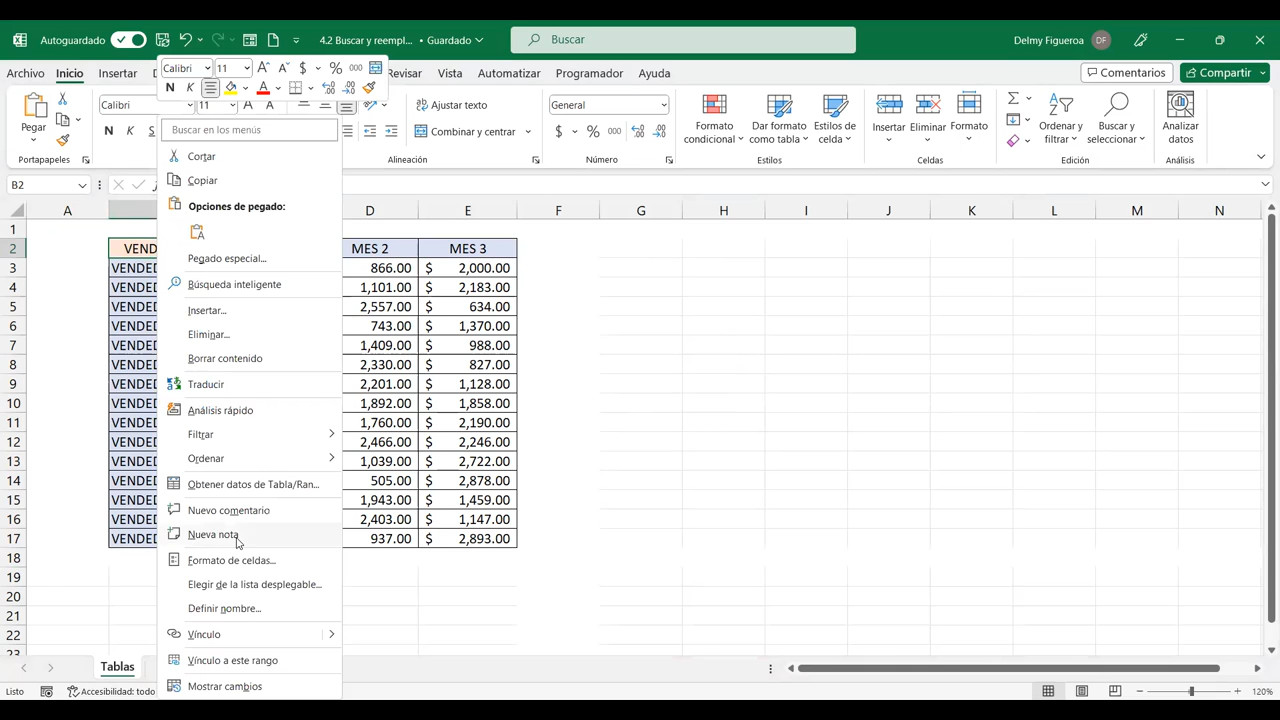 Autoguardado 4.2 Buscar y reempl... • Guardado Buscar Delmy Figueroa DF
Calibri 11 $ % 000
N K
Archivo Inicio Insertar Revisar Vista Automatizar Programador Ayuda Comentarios Compartir
Pegar
Portapapeles
Calibri 11
N K S
Ajustar texto
Combinar y centrar
Alineación
General
$ % 000
Número
Formato condicional
Dar formato como tabla
Estilos de celda
Estilos
Insertar Eliminar Formato
Celdas
Ordenar y filtrar
Buscar y seleccionar
Edición
Analizar datos
Análisis
B2
Buscar en los menús
Cortar
Copiar
Opciones de pegado:
Pegado especial...
Búsqueda inteligente
Insertar...
Eliminar...
Borrar contenido
Traducir
Análisis rápido
Filtrar
Ordenar
Obtener datos de Tabla/Ran...
Nuevo comentario
Nueva nota
Formato de celdas...
Elegir de la lista desplegable...
Definir nombre...
Vínculo
Vínculo a este rango
Mostrar cambios
A D E F G H I J K L M N
1
2 VEND MES 2 MES 3
3 VENDED 866.00 $ 2,000.00
4 VENDED 1,101.00 $ 2,183.00
5 VENDED 2,557.00 $ 634.00
6 VENDED 743.00 $ 1,370.00
7 VENDED 1,409.00 $ 988.00
8 VENDED 2,330.00 $ 827.00
9 VENDED 2,201.00 $ 1,128.00
10 VENDED 1,892.00 $ 1,858.00
11 VENDED 1,760.00 $ 2,190.00
12 VENDED 2,466.00 $ 2,246.00
13 VENDED 1,039.00 $ 2,722.00
14 VENDED 505.00 $ 2,878.00
15 VENDED 1,943.00 $ 1,459.00
16 VENDED 2,403.00 $ 1,147.00
17 VENDED 937.00 $ 2,893.00
18
19
20
21
22
23
Tablas
Listo Accesibilidad: todo 120%